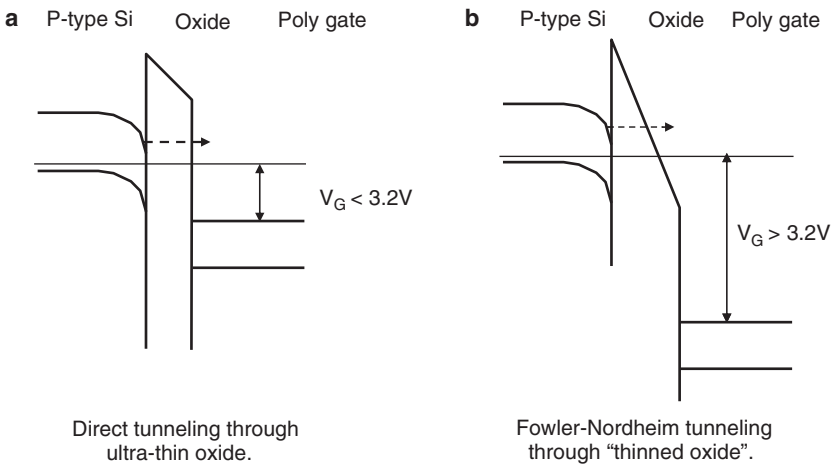 a P-type Si Oxide Poly gate
V_G < 3.2V
Direct tunneling through
ultra-thin oxide.
b P-type Si Oxide Poly gate
V_G > 3.2V
Fowler-Nordheim tunneling
through “thinned oxide”.